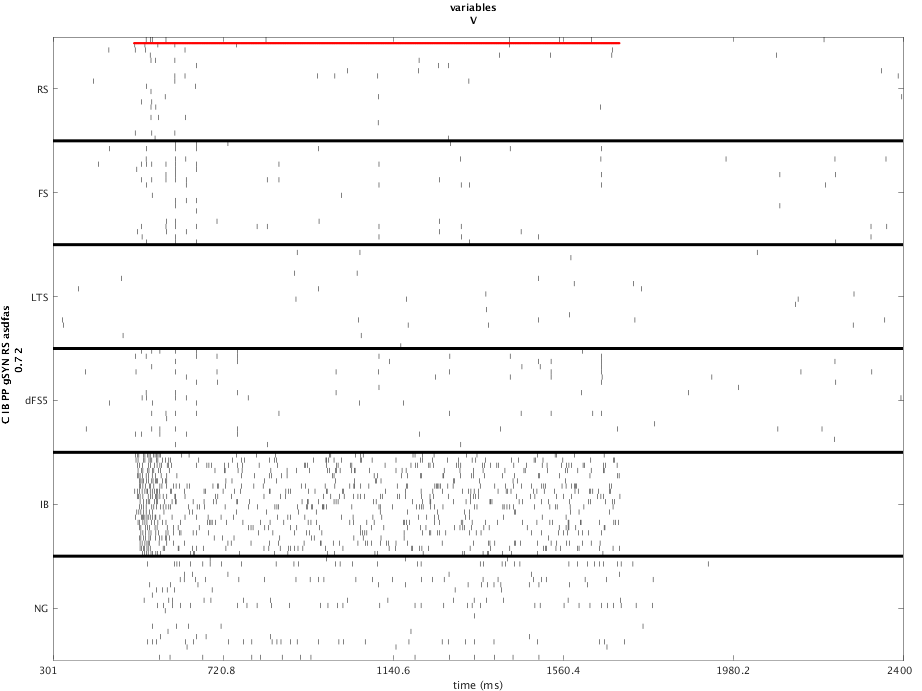 variables
V
RS
FS
LTS
dFS5
IB
NG
C IB PP gSYN RS asdfas
0.7 2
301
720.8
1140.6
1560.4
1980.2
2400
time (ms)